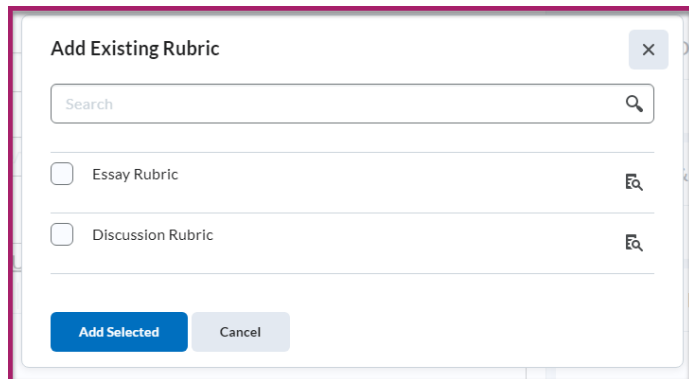 Add Existing Rubric
Search
Essay Rubric
Discussion Rubric
Add Selected Cancel